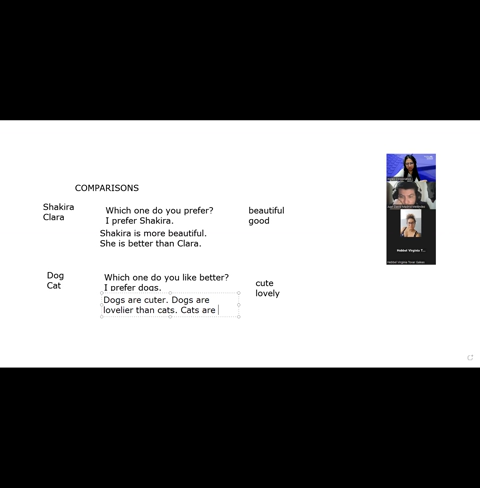 COMPARISONS
Shakira
Clara
Which one do you prefer?
I prefer Shakira.
Shakira is more beautiful.
She is better than Clara.
beautiful
good
Dog
Cat
Which one do you like better?
I prefer dogs.
Dogs are cuter. Dogs are
lovelier than cats. Cats are
cute
lovely